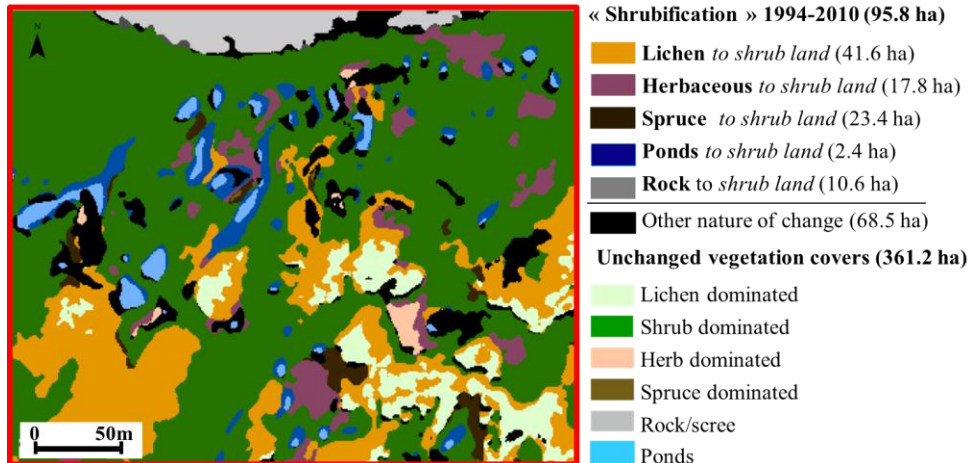 N
0 50m
« Shrubification » 1994-2010 (95.8 ha)
Lichen to shrub land (41.6 ha)
Herbaceous to shrub land (17.8 ha)
Spruce to shrub land (23.4 ha)
Ponds to shrub land (2.4 ha)
Rock to shrub land (10.6 ha)
Other nature of change (68.5 ha)
Unchanged vegetation covers (361.2 ha)
Lichen dominated
Shrub dominated
Herb dominated
Spruce dominated
Rock/scree
Ponds